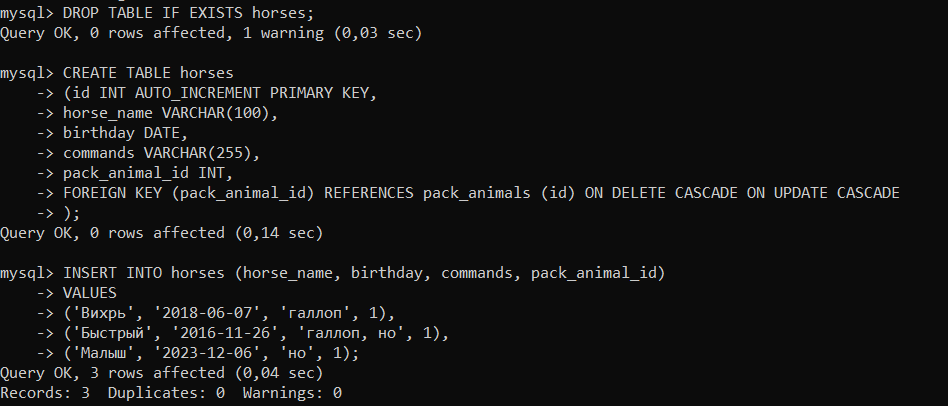 mysql> DROP TABLE IF EXISTS horses;
Query OK, 0 rows affected, 1 warning (0,03 sec)
mysql> CREATE TABLE horses
    -> (id INT AUTO_INCREMENT PRIMARY KEY,
    -> horse_name VARCHAR(100),
    -> birthday DATE,
    -> commands VARCHAR(255),
    -> pack_animal_id INT,
    -> FOREIGN KEY (pack_animal_id) REFERENCES pack_animals (id) ON DELETE CASCADE ON UPDATE CASCADE
    -> );
Query OK, 0 rows affected (0,14 sec)
mysql> INSERT INTO horses (horse_name, birthday, commands, pack_animal_id)
    -> VALUES
    -> ('Вихрь', '2018-06-07', 'галлоп', 1),
    -> ('Быстрый', '2016-11-26', 'галлоп, но', 1),
    -> ('Малыш', '2023-12-06', 'но', 1);
Query OK, 3 rows affected (0,04 sec)
Records: 3  Duplicates: 0  Warnings: 0